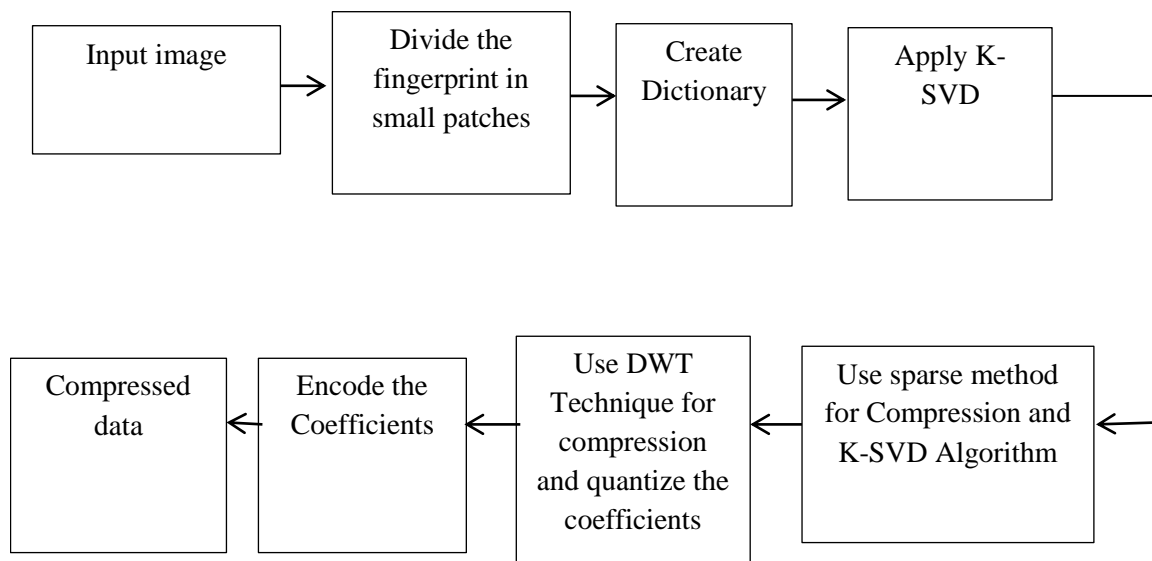 Input image
Divide the
fingerprint in
small patches
Create
Dictionary
Apply K-
SVD
Use sparse method
for Compression and
K-SVD Algorithm
Use DWT
Technique for
compression
and quantize the
coefficients
Encode the
Coefficients
Compressed
data